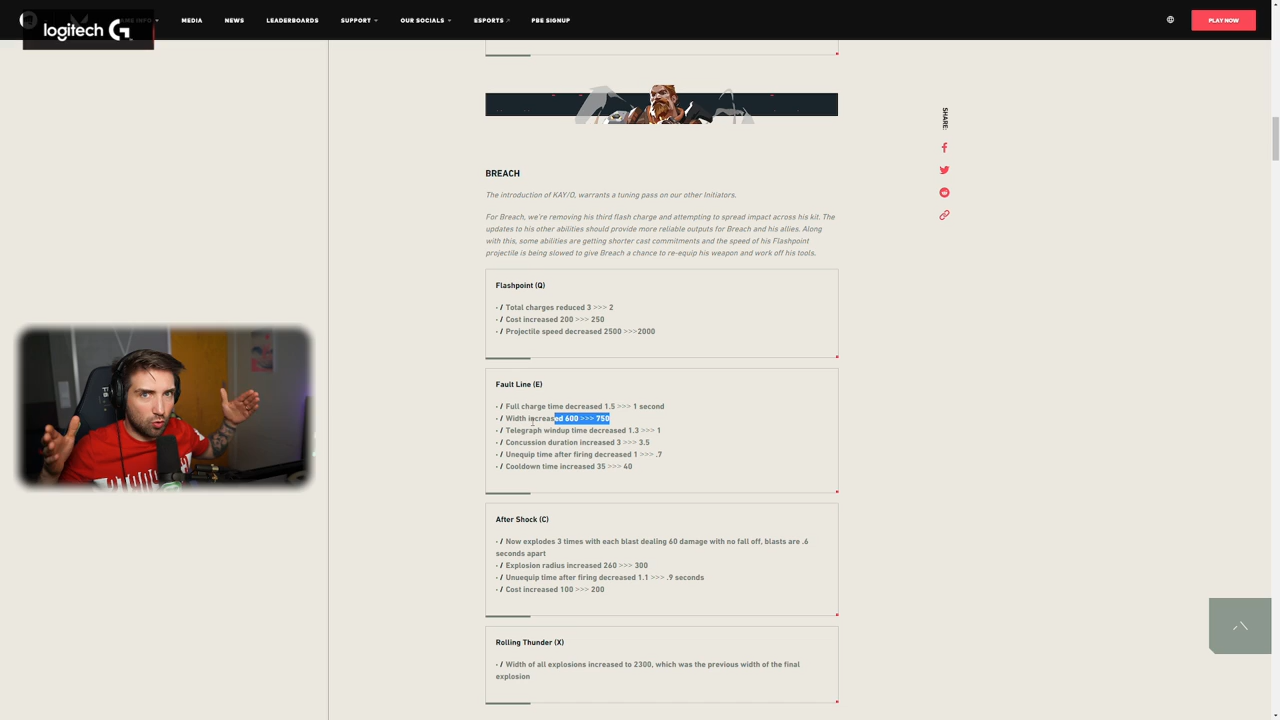 logitech G
MEDIA
NEWS
LEADERBOARDS
SUPPORT
OUR SOCIALS
ESPORTS
PBE SIGNUP
PLAY NOW
SHARE:
BREACH
The introduction of KAY/O, warrants a tuning pass on our other Initiators.
For Breach, we're removing his third flash charge and attempting to spread impact across his kit. The
updates to his other abilities should provide more reliable outputs for Breach and his allies. Along
with this, some abilities are getting shorter cast commitments and the speed of his Flashpoint
projectile is being slowed to give Breach a chance to re-equip his weapon and work off his tools.
Flashpoint (Q)
· / Total charges reduced 3 >>> 2
· / Cost increased 200 >>> 250
· / Projectile speed decreased 2500 >>>2000
Fault Line (E)
· / Full charge time decreased 1.5 >>> 1 second
· / Width increased 600 >>> 750
· / Telegraph windup time decreased 1.3 >>> 1
· / Concussion duration increased 3 >>> 3.5
· / Unequip time after firing decreased 1 >>> .7
· / Cooldown time increased 35 >>> 40
After Shock (C)
· / Now explodes 3 times with each blast dealing 60 damage with no fall off, blasts are .6
seconds apart
· / Explosion radius increased 260 >>> 300
· / Unuequip time after firing decreased 1.1 >>> .9 seconds
· / Cost increased 100 >>> 200
Rolling Thunder (X)
· / Width of all explosions increased to 2300, which was the previous width of the final
explosion